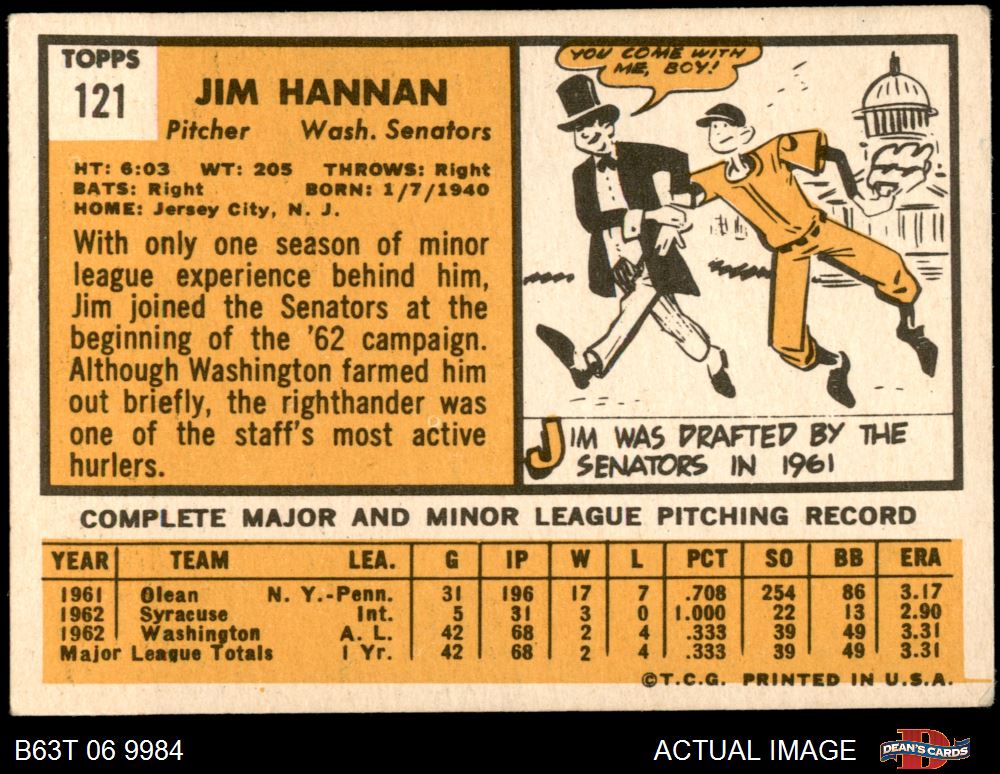 TOPPS
121
JIM HANNAN
Pitcher Wash. Senators
HT: 6:03 WT: 205 THROWS: Right
BATS: Right BORN: 1/7/1940
HOME: Jersey City, N. J.
With only one season of minor
league experience behind him,
Jim joined the Senators at the
beginning of the '62 campaign.
Although Washington farmed him
out briefly, the righthander was
one of the staff's most active
hurlers.
YOU COME WITH
ME, BOY!
JIM WAS DRAFTED BY THE
SENATORS IN 1961
COMPLETE MAJOR AND MINOR LEAGUE PITCHING RECORD
YEAR TEAM LEA. G IP W L PCT SO BB ERA
1961 Olean N. Y.-Penn. 31 196 17 7 .708 254 86 3.17
1962 Syracuse Int. 5 31 3 0 1.000 22 13 2.90
1962 Washington A. L. 42 68 2 4 .333 39 49 3.31
Major League Totals 1 Yr. 42 68 2 4 .333 39 49 3.31
©T.C.G. PRINTED IN U.S.A.
B63T 06 9984 ACTUAL IMAGE DEAN'S CARDS